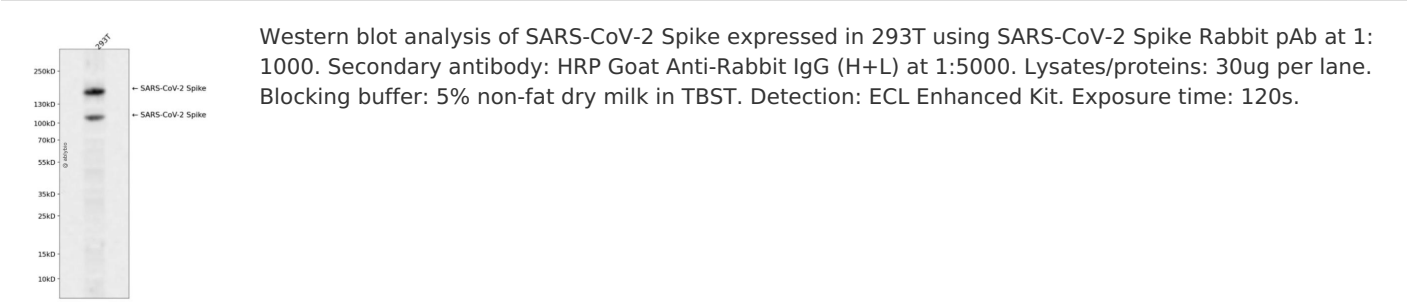 293T
250kD
← SARS-CoV-2 Spike
130kD
← SARS-CoV-2 Spike
100kD
70kD
55kD
35kD
25kD
15kD
10kD
Western blot analysis of SARS-CoV-2 Spike expressed in 293T using SARS-CoV-2 Spike Rabbit pAb at 1:
1000. Secondary antibody: HRP Goat Anti-Rabbit IgG (H+L) at 1:5000. Lysates/proteins: 30ug per lane.
Blocking buffer: 5% non-fat dry milk in TBST. Detection: ECL Enhanced Kit. Exposure time: 120s.